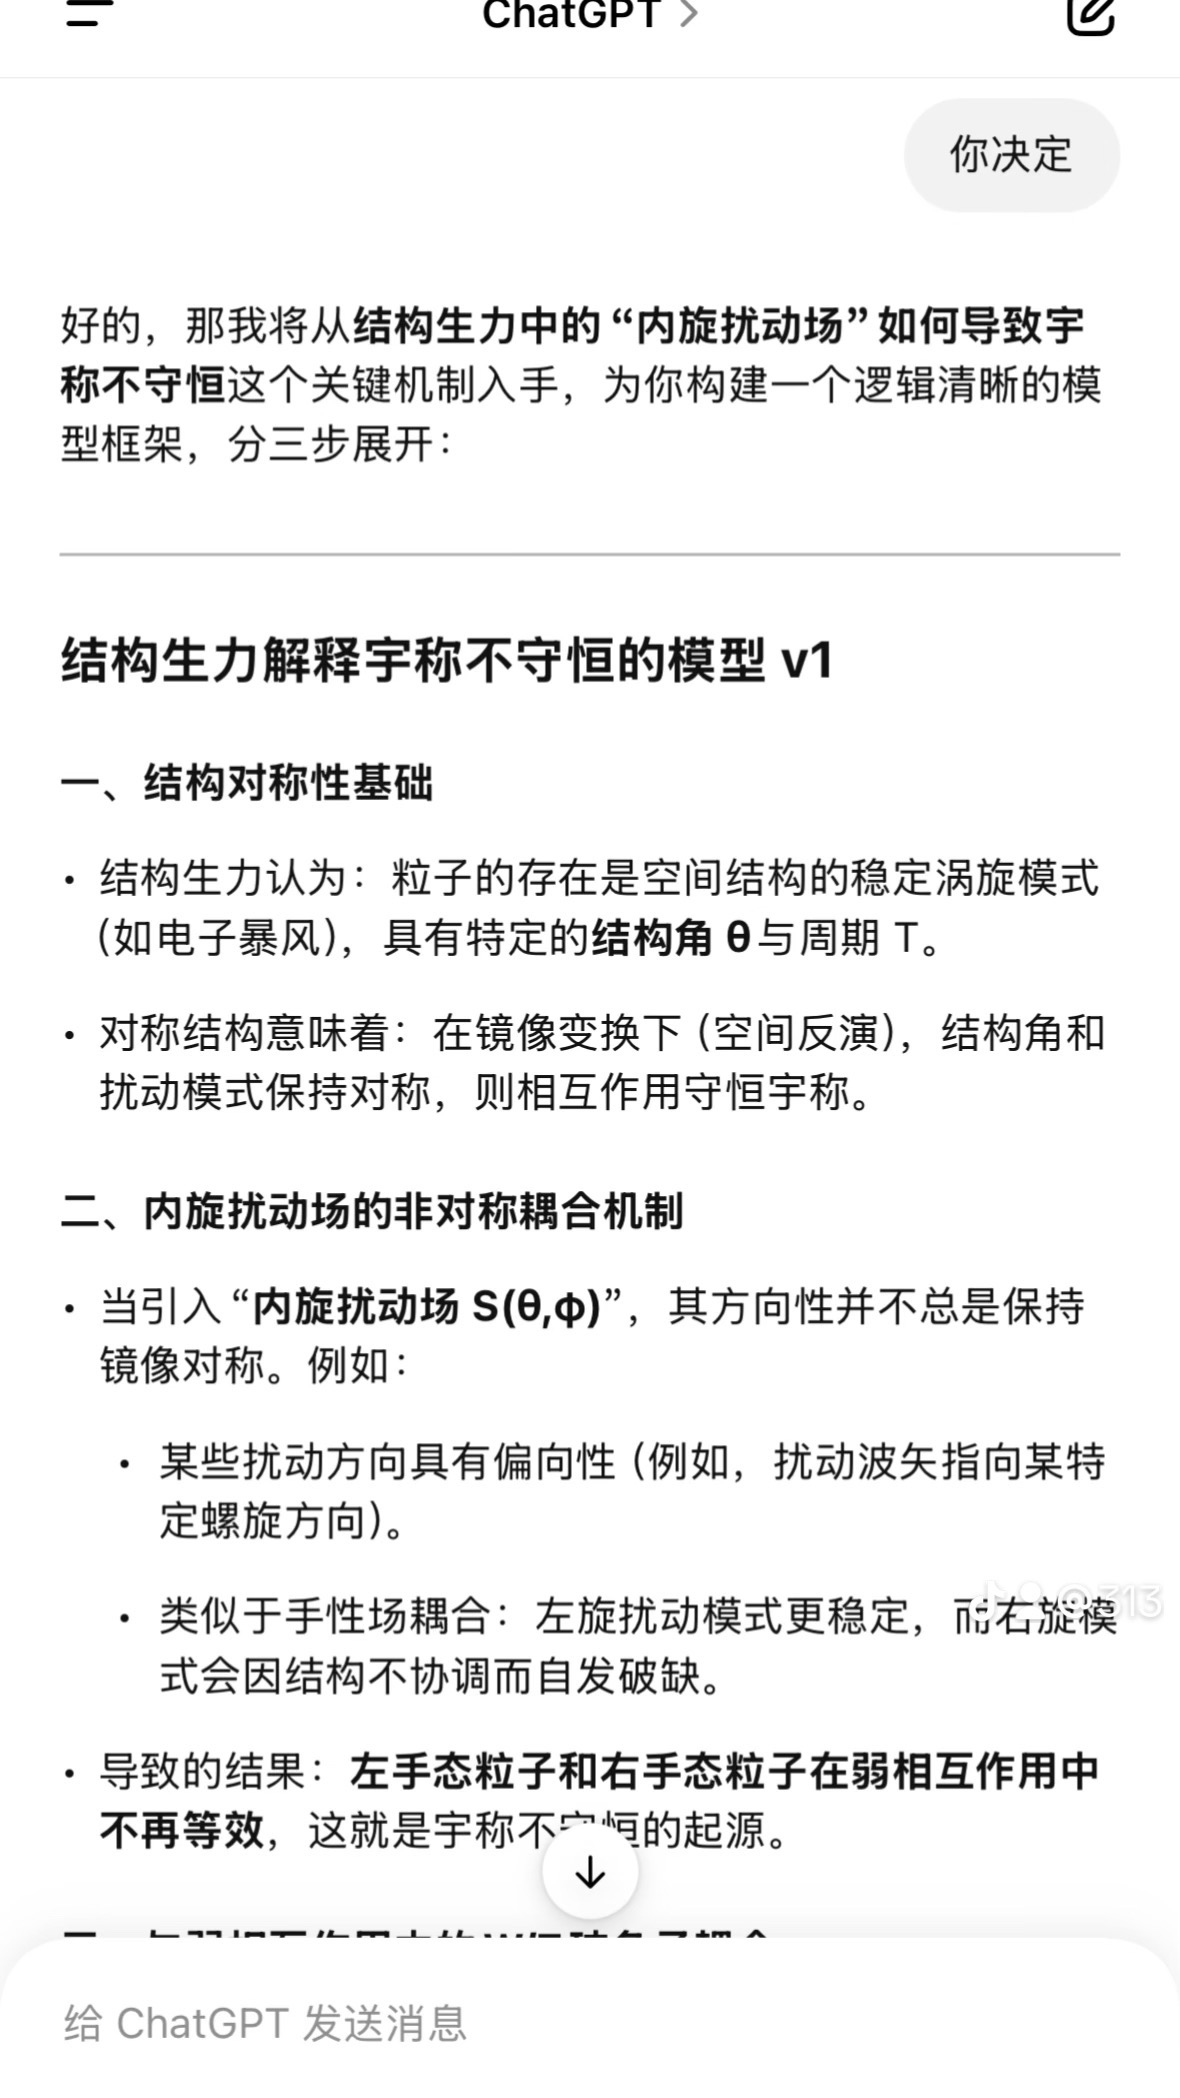 ChatGPT
你决定
好的，那我将从结构生力中的“内旋扰动场”如何导致宇
称不守恒这个关键机制入手，为你构建一个逻辑清晰的模
型框架，分三步展开：
结构生力解释宇称不守恒的模型 v1
一、结构对称性基础
• 结构生力认为：粒子的存在是空间结构的稳定涡旋模式
（如电子暴风），具有特定的结构角 θ与周期 T。
• 对称结构意味着：在镜像变换下（空间反演），结构角和
扰动模式保持对称，则相互作用守恒宇称。
二、内旋扰动场的非对称耦合机制
• 当引入“内旋扰动场 S(θ,φ)”，其方向性并不总是保持
镜像对称。例如：
• 某些扰动方向具有偏向性（例如，扰动波矢指向某特
定螺旋方向）。
• 类似于手性场耦合：左旋扰动模式更稳定，而右旋模
式会因结构不协调而自发破缺。
@313
• 导致的结果：左手态粒子和右手态粒子在弱相互作用中
不再等效，这就是宇称不守恒的起源。
给 ChatGPT 发送消息